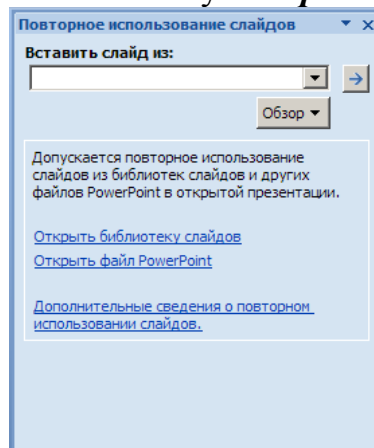 Повторное использование слайдов
Вставить слайд из:
Обзор
Допускается повторное использование
слайдов из библиотек слайдов и других
файлов PowerPoint в открытой презентации.
Открыть библиотеку слайдов
Открыть файл PowerPoint
Дополнительные сведения о повторном
использовании слайдов.